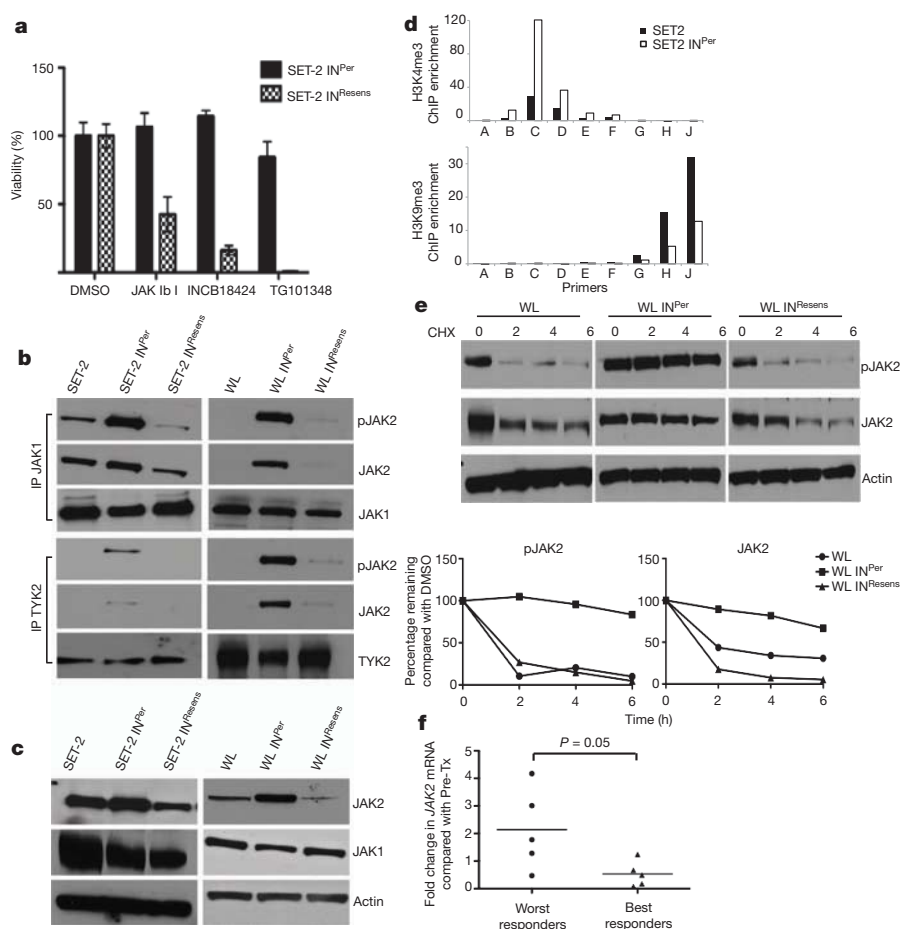 a
150
100
50
Viability (%)
SET-2 IN^Per
SET-2 IN^Resens
DMSO JAK Ib I INCB18424 TG101348
b
SET-2
SET-2 IN^Per
SET-2 IN^Resens
WL
WL IN^Per
WL IN^Resens
IP JAK1
pJAK2
JAK2
JAK1
IP TYK2
pJAK2
JAK2
TYK2
c
SET-2
SET-2 IN^Per
SET-2 IN^Resens
WL
WL IN^Per
WL IN^Resens
JAK2
JAK1
Actin
d
H3K4me3
ChIP enrichment
120
80
40
0
SET2
SET2 IN^Per
A B C D E F G H J
H3K9me3
ChIP enrichment
30
20
10
0
A B C D E F G H J
Primers
e
WL WL IN^Per WL IN^Resens
CHX 0 2 4 6 0 2 4 6 0 2 4 6
pJAK2
JAK2
Actin
Percentage remaining
compared with DMSO
pJAK2
150
100
50
0
0 2 4 6
JAK2
150
100
50
0
0 2 4 6
Time (h)
WL
WL IN^Per
WL IN^Resens
f
Fold change in JAK2 mRNA
compared with Pre-Tx
5
4
3
2
1
0
P = 0.05
Worst
responders
Best
responders